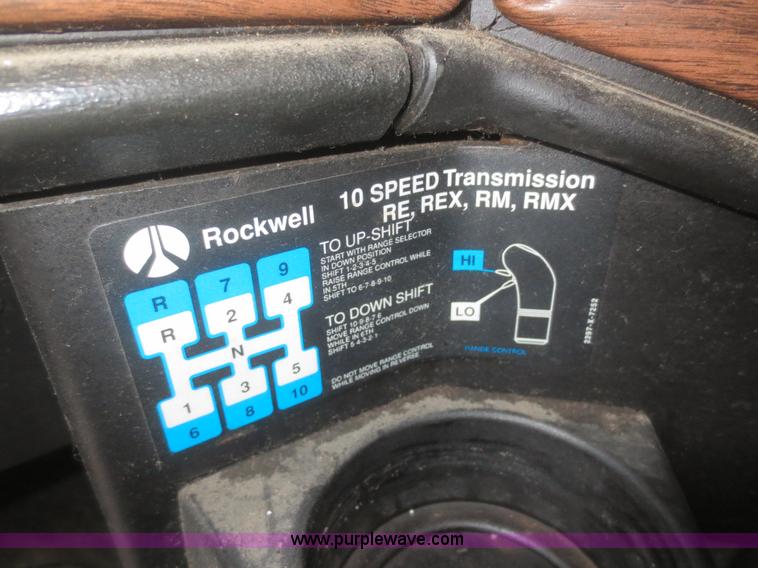 Rockwell
10 SPEED Transmission
RE, REX, RM, RMX
TO UP-SHIFT
START WITH RANGE SELECTOR
IN DOWN POSITION
SHIFT 1-2-3-4-5
RAISE RANGE CONTROL WHILE
IN 5TH
SHIFT TO 6-7-8-9-10
TO DOWN SHIFT
SHIFT 10-9-8-7-6
MOVE RANGE CONTROL DOWN
WHILE IN 6TH
SHIFT 5-4-3-2-1
DO NOT MOVE RANGE CONTROL
WHILE MOVING IN REVERSE
R 7 9
R 2 4
N
1 3 5
6 8 10
HI
LO
RANGE CONTROL
2397-X-7252
www.purplewave.com